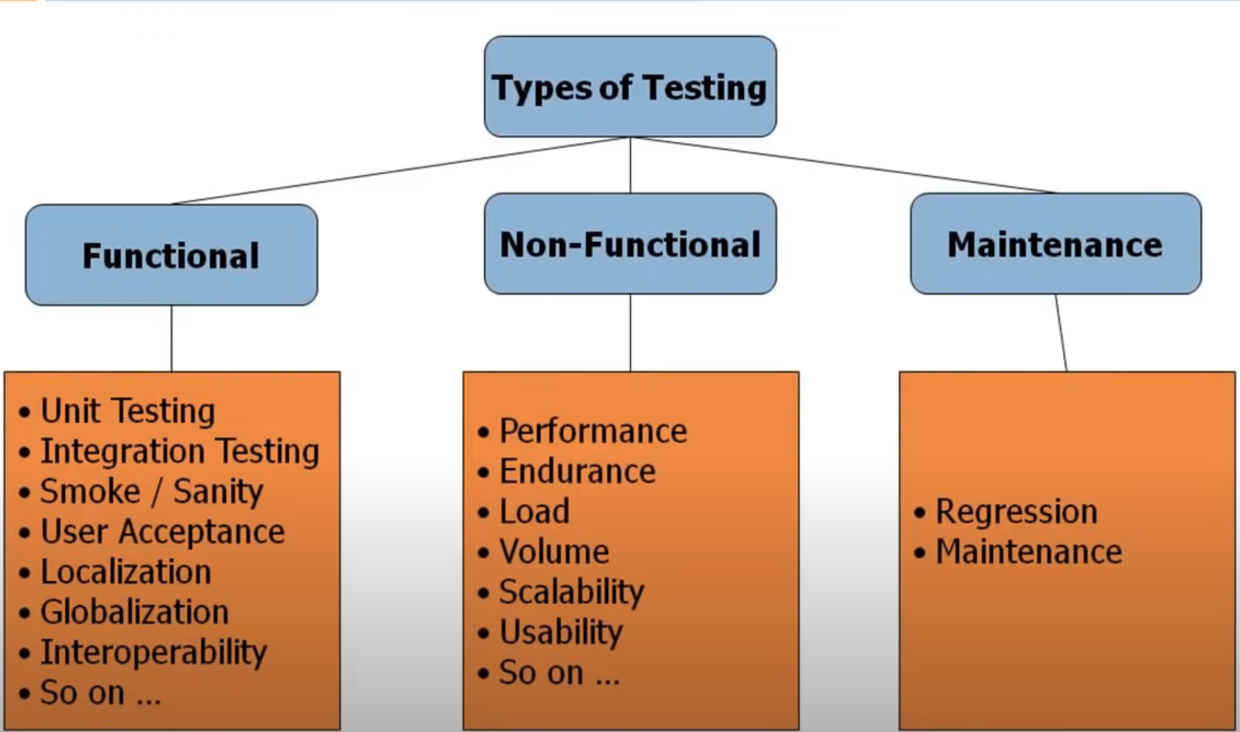 Types of Testing
Functional
Non-Functional
Maintenance
• Unit Testing
• Integration Testing
• Smoke / Sanity
• User Acceptance
• Localization
• Globalization
• Interoperability
• So on ...
• Performance
• Endurance
• Load
• Volume
• Scalability
• Usability
• So on ...
• Regression
• Maintenance